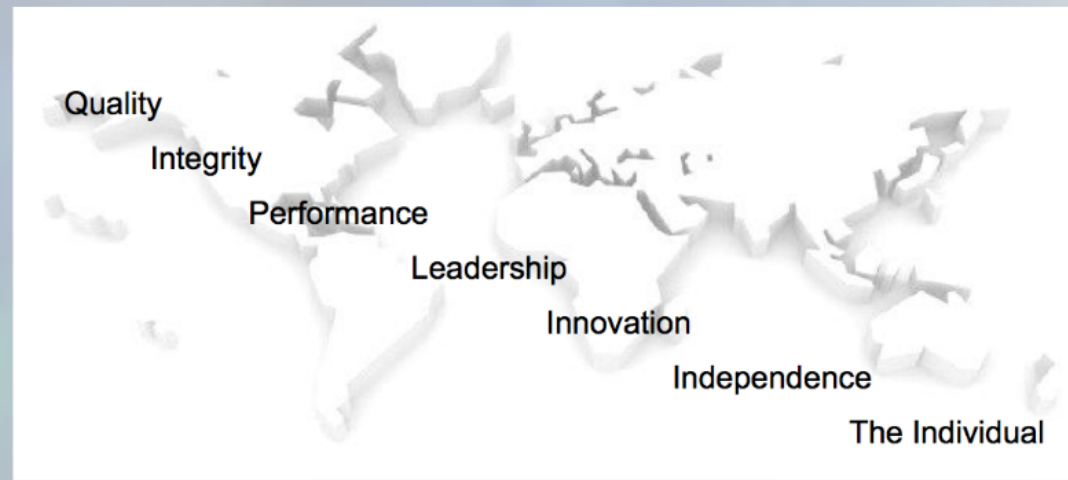 Quality
Integrity
Performance
Leadership
Innovation
Independence
The Individual